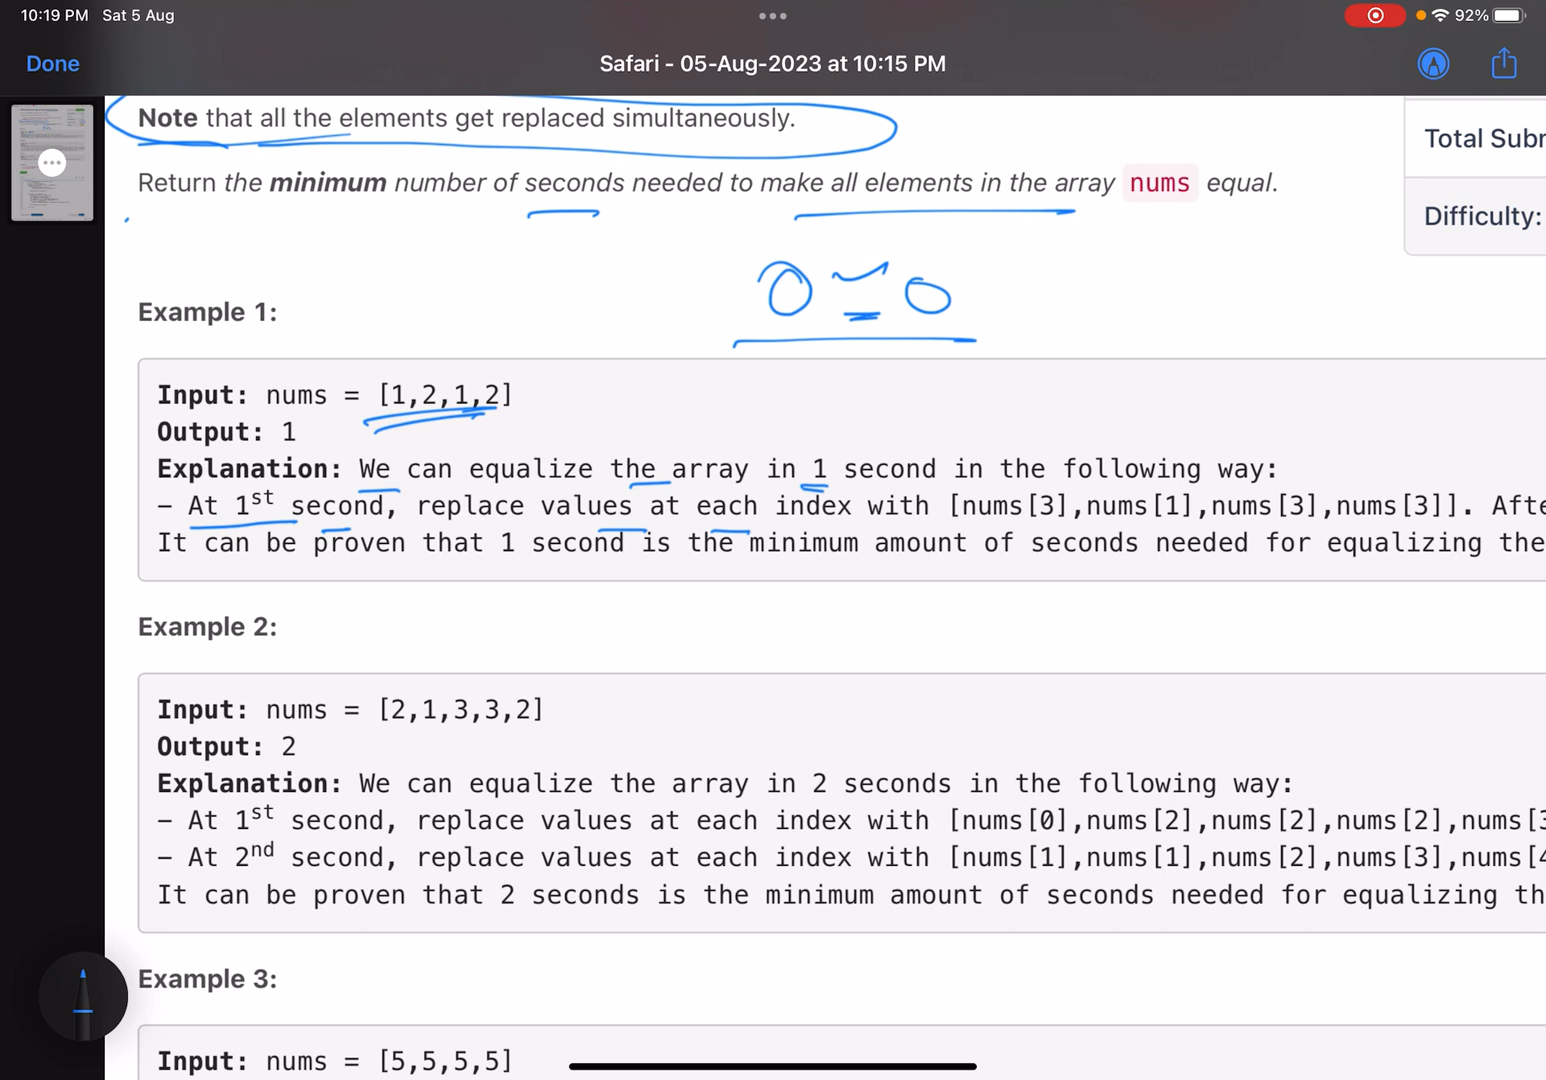 10:19 PM Sat 5 Aug
92%
Done
Safari - 05-Aug-2023 at 10:15 PM
Note that all the elements get replaced simultaneously.
Total Subr
Return the minimum number of seconds needed to make all elements in the array nums equal.
Difficulty:
Example 1:
Input: nums = [1,2,1,2]
Output: 1
Explanation: We can equalize the array in 1 second in the following way:
- At 1st second, replace values at each index with [nums[3],nums[1],nums[3],nums[3]]. Afte
It can be proven that 1 second is the minimum amount of seconds needed for equalizing the
Example 2:
Input: nums = [2,1,3,3,2]
Output: 2
Explanation: We can equalize the array in 2 seconds in the following way:
- At 1st second, replace values at each index with [nums[0],nums[2],nums[2],nums[2],nums[3
- At 2nd second, replace values at each index with [nums[1],nums[1],nums[2],nums[3],nums[4
It can be proven that 2 seconds is the minimum amount of seconds needed for equalizing th
Example 3:
Input: nums = [5,5,5,5]